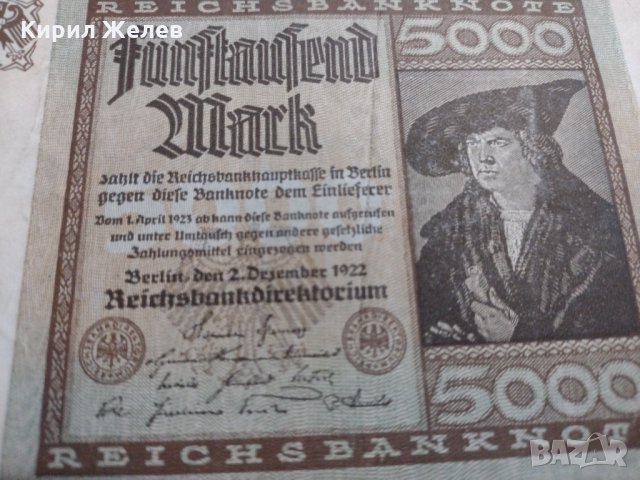 Кирил Желев
REICHSBANKNOTE
5000
Fünftausend
Mark
zahlt die Reichsbankhauptkasse in Berlin
gegen diese Banknote dem Einlieferer
Vom 1. April 1923 ab kann diese Banknote aufgerufen
und unter Umtausch gegen andere gesetzliche
Zahlungsmittel eingezogen werden
Berlin, den 2. Dezember 1922
Reichsbankdirektorium
5000
REICHSBANKNOT
BAZAR
bg